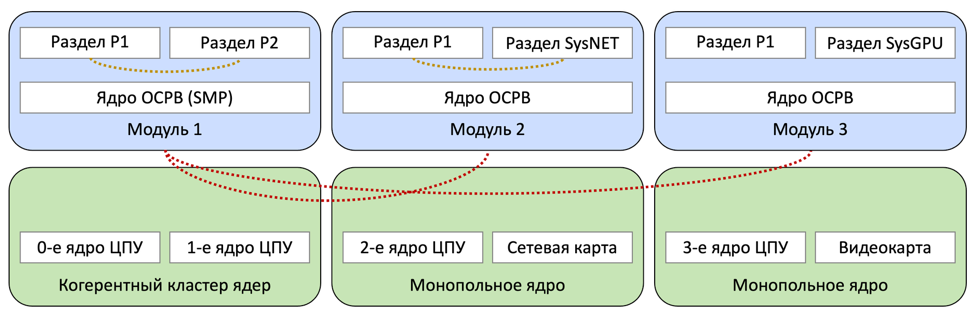 Раздел P1
Раздел P2
Ядро ОСРВ (SMP)
Модуль 1
Раздел P1
Раздел SysNET
Ядро ОСРВ
Модуль 2
Раздел P1
Раздел SysGPU
Ядро ОСРВ
Модуль 3
0-е ядро ЦПУ
1-е ядро ЦПУ
Когерентный кластер ядер
2-е ядро ЦПУ
Сетевая карта
Монопольное ядро
3-е ядро ЦПУ
Видеокарта
Монопольное ядро